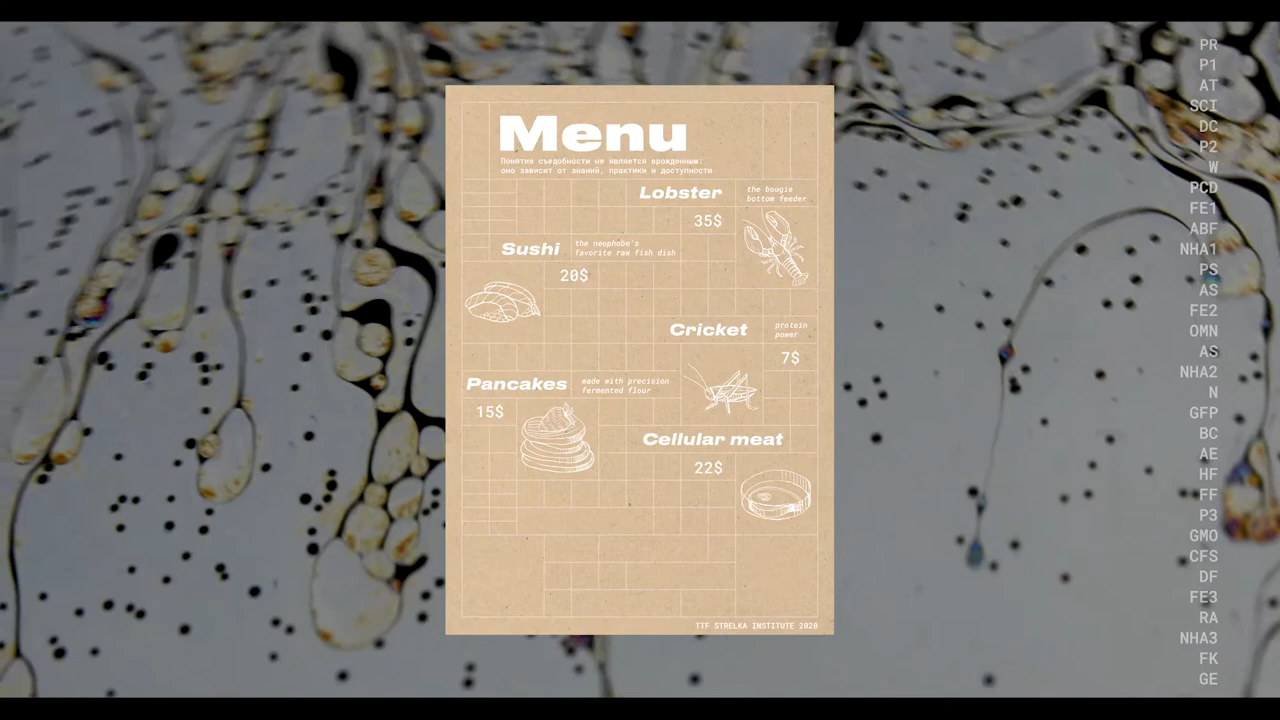 Menu
Понятие съедобности не является врожденным:
оно зависит от знаний, практики и доступности
Lobster
the bougie
bottom feeder
35$
Sushi
the neophobe's
favorite raw fish dish
20$
Cricket
protein
power
7$
Pancakes
made with precision
fermented flour
15$
Cellular meat
22$
TTF STRELKA INSTITUTE 2020
PR
P1
AT
SCI
DC
P2
W
PCD
FE1
ABF
NHA1
PS
AS
FE2
OMN
AS
NHA2
N
GFP
BC
AE
HF
FF
P3
GMO
CFS
DF
FE3
RA
NHA3
FK
GE